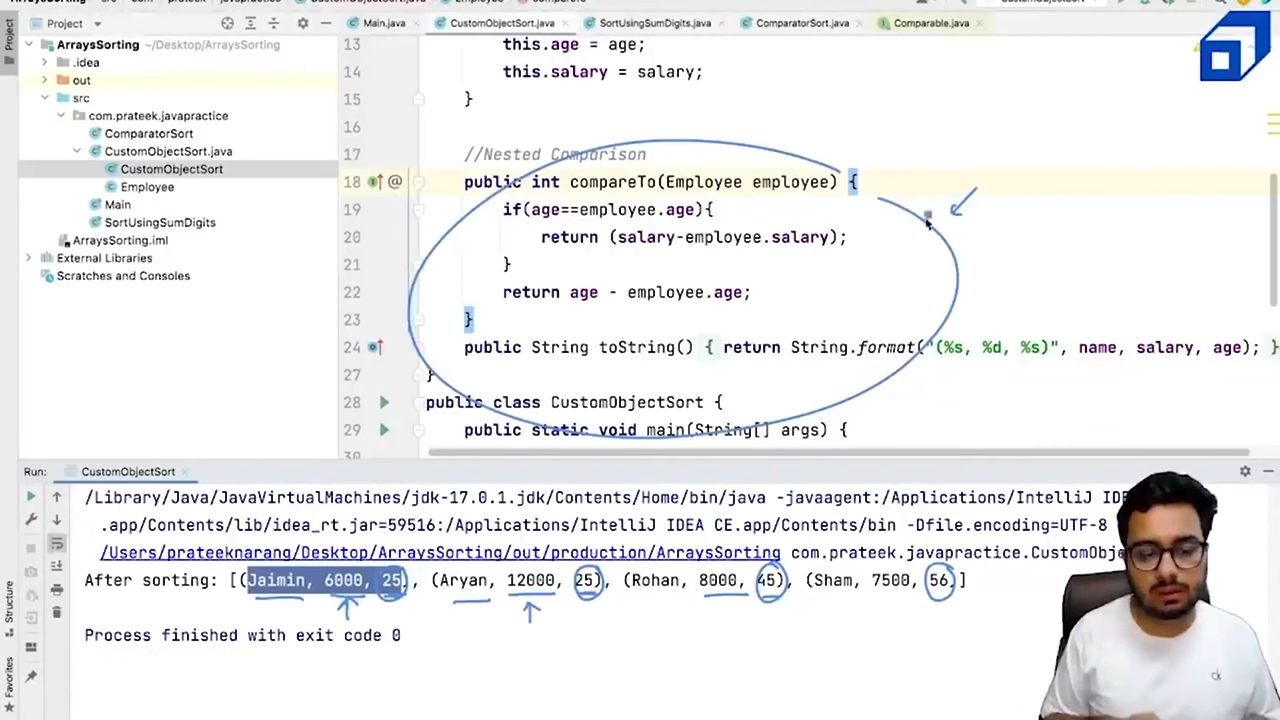 Project
Main.java
CustomObjectSort.java
SortUsingSumDigits.java
ComparatorSort.java
Comparable.java
Project
ArraysSorting ~/Desktop/ArraysSorting
.idea
out
src
com.prateek.javapractice
ComparatorSort
CustomObjectSort.java
CustomObjectSort
Employee
Main
SortUsingSumDigits
ArraysSorting.iml
External Libraries
Scratches and Consoles
13 this.age = age;
14 this.salary = salary;
15 }
16
17 //Nested Comparison
18 @ public int compareTo(Employee employee) {
19 if(age==employee.age){
20 return (salary-employee.salary);
21 }
22 return age - employee.age;
23 }
24 public String toString() { return String.format("(%s, %d, %s)", name, salary, age); }
27 }
28 public class CustomObjectSort {
29 public static void main(String[] args) {
Run: CustomObjectSort
/Library/Java/JavaVirtualMachines/jdk-17.0.1.jdk/Contents/Home/bin/java -javaagent:/Applications/IntelliJ
.app/Contents/lib/idea_rt.jar=59516:/Applications/IntelliJ IDEA CE.app/Contents/bin -Dfile.encoding=UTF-8
/Users/prateeknarang/Desktop/ArraysSorting/out/production/ArraysSorting
After sorting: [(Jaimin, 6000, 25), (Aryan, 12000, 25), (Rohan, 8000, 45), (Sham, 7500, 56)]
Process finished with exit code 0
Structure
Favorites